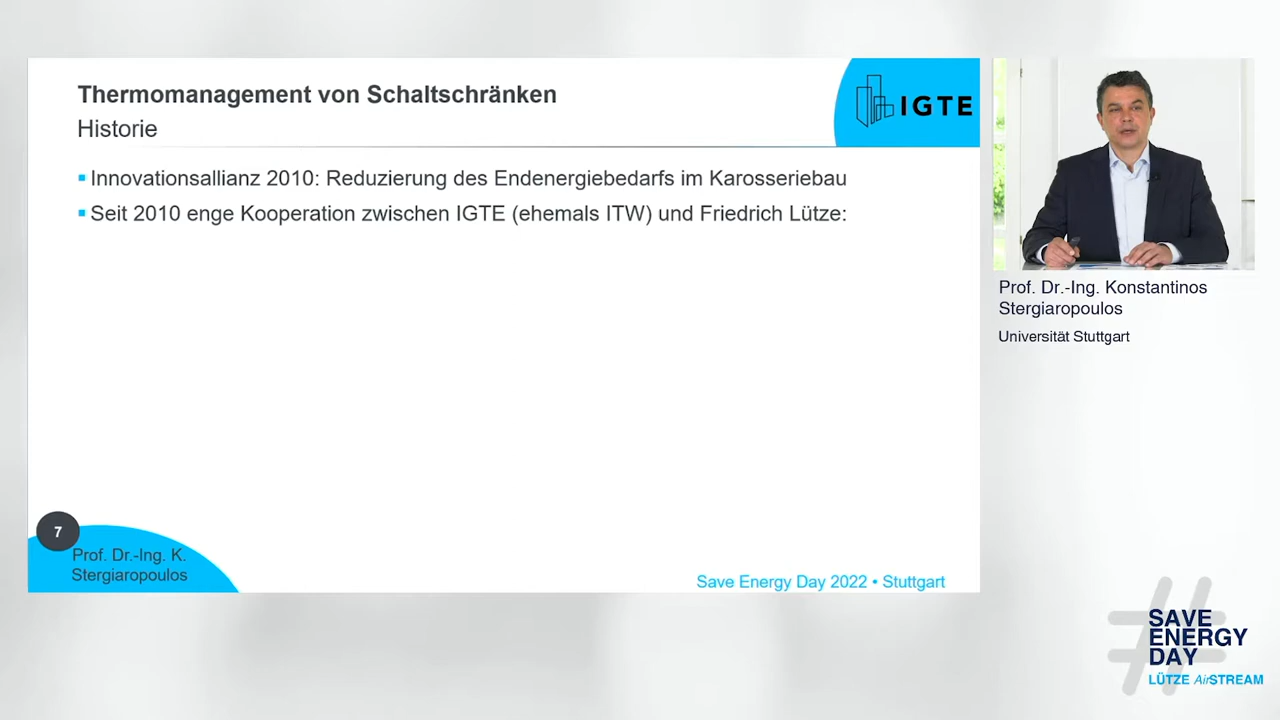 Thermomanagement von Schaltschränken
Historie
IGTE
Innovationsallianz 2010: Reduzierung des Endenergiebedarfs im Karosseriebau
Seit 2010 enge Kooperation zwischen IGTE (ehemals ITW) und Friedrich Lütze:
7
Prof. Dr.-Ing. K.
Stergiaropoulos
Save Energy Day 2022 • Stuttgart
Prof. Dr.-Ing. Konstantinos
Stergiaropoulos
Universität Stuttgart
#
SAVE
ENERGY
DAY
LÜTZE AirSTREAM